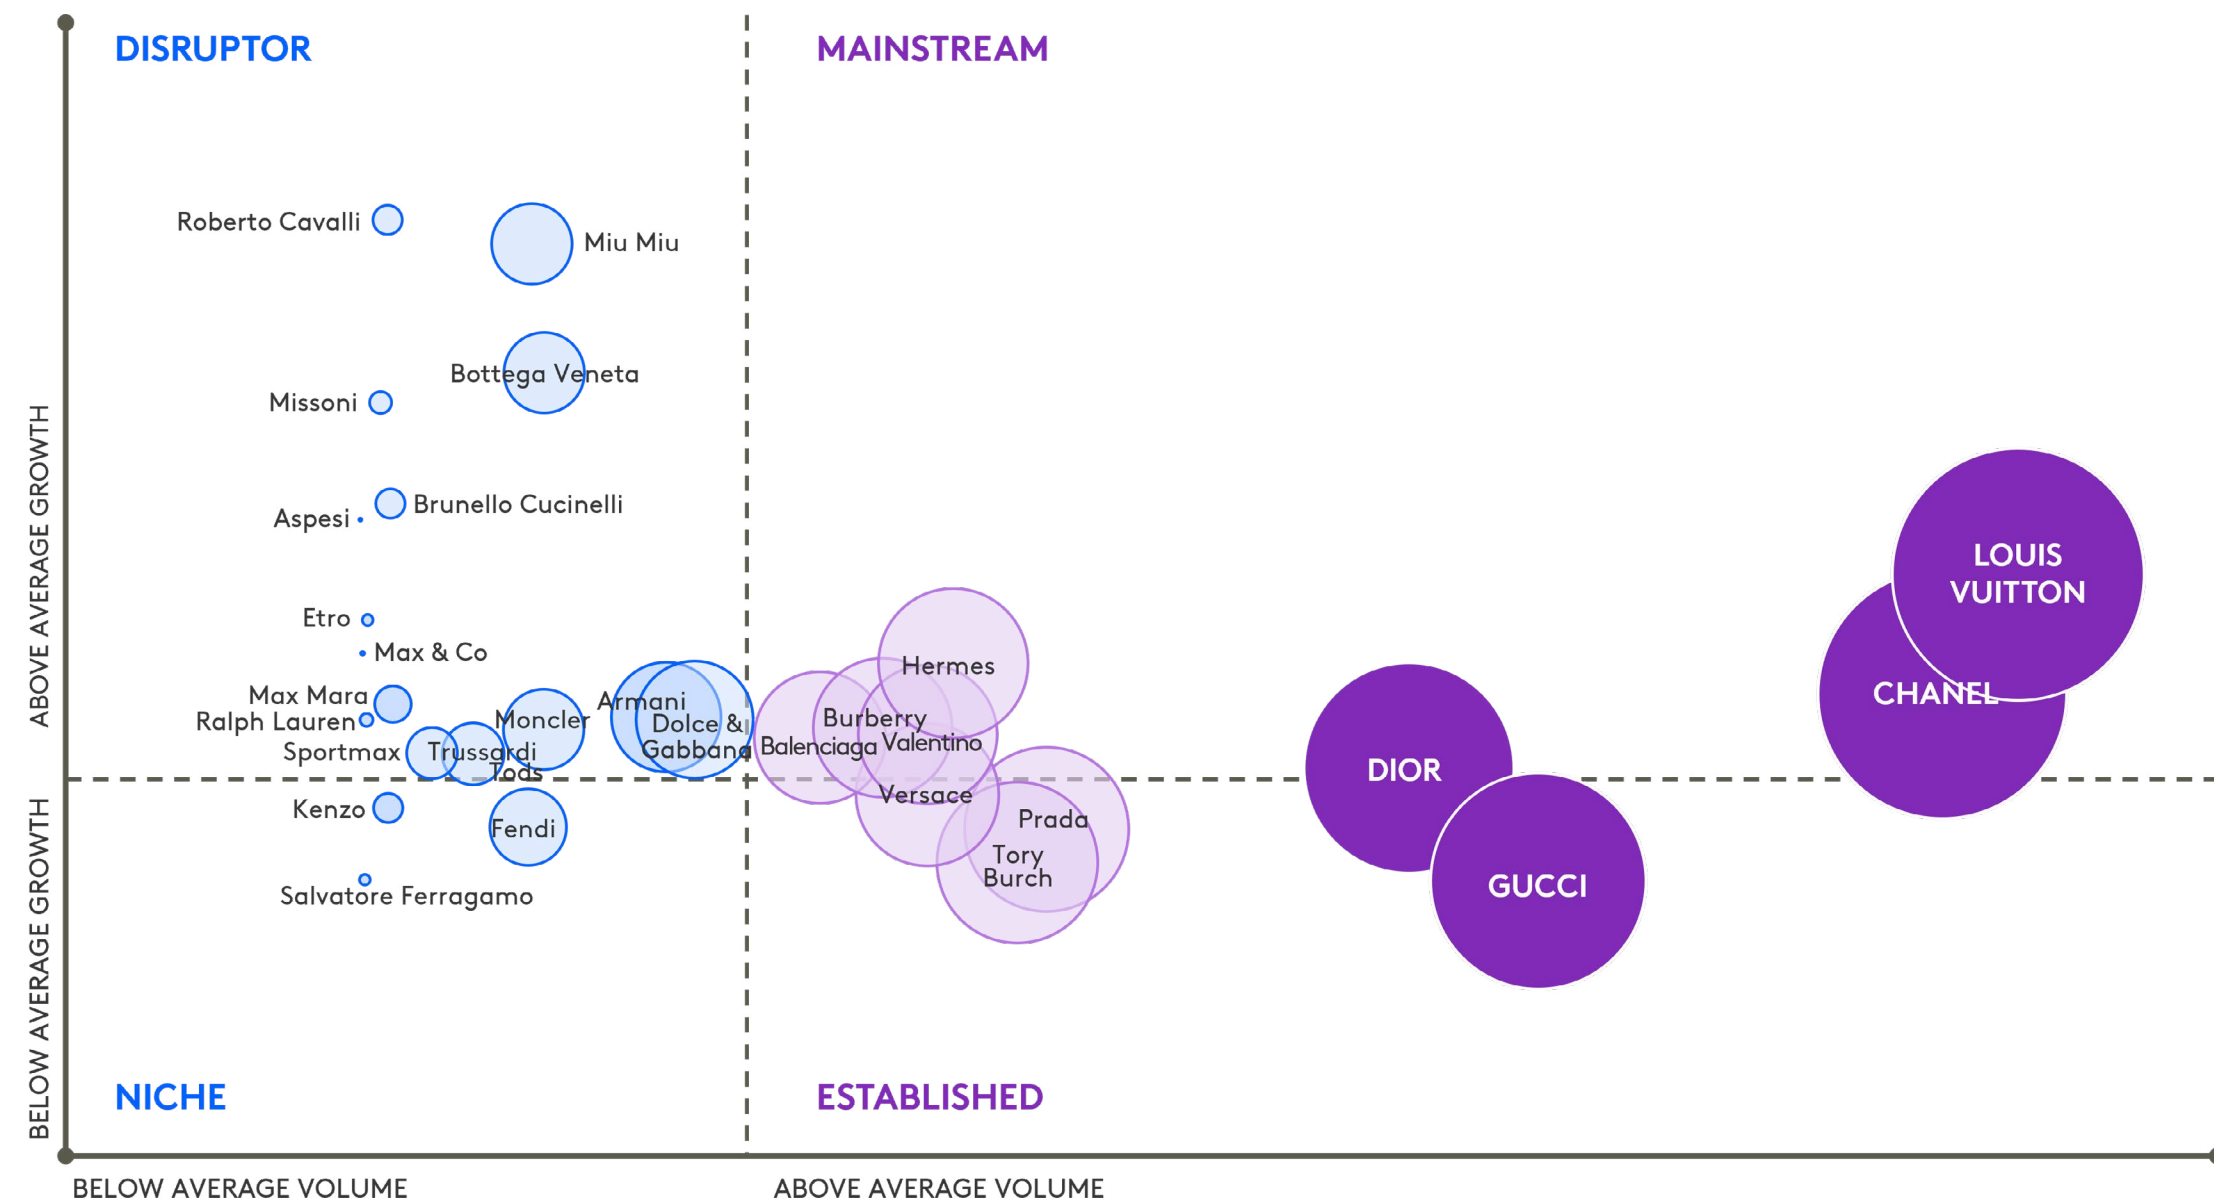 DISRUPTOR
MAINSTREAM
Roberto Cavalli
Miu Miu
Bottega Veneta
Missoni
Brunello Cucinelli
Aspesi
LOUIS
VUITTON
Etro
Max & Co
Hermes
Max Mara
CHANEL
Armani
Ralph Lauren
Moncler
Dolce &
Gabbana
Burberry
Valentino
Balenciaga
Sportmax
Trussardi
Tods
DIOR
Versace
Kenzo
Fendi
Prada
Tory
Burch
GUCCI
Salvatore Ferragamo
ABOVE AVERAGE GROWTH
BELOW AVERAGE GROWTH
NICHE
ESTABLISHED
BELOW AVERAGE VOLUME
ABOVE AVERAGE VOLUME